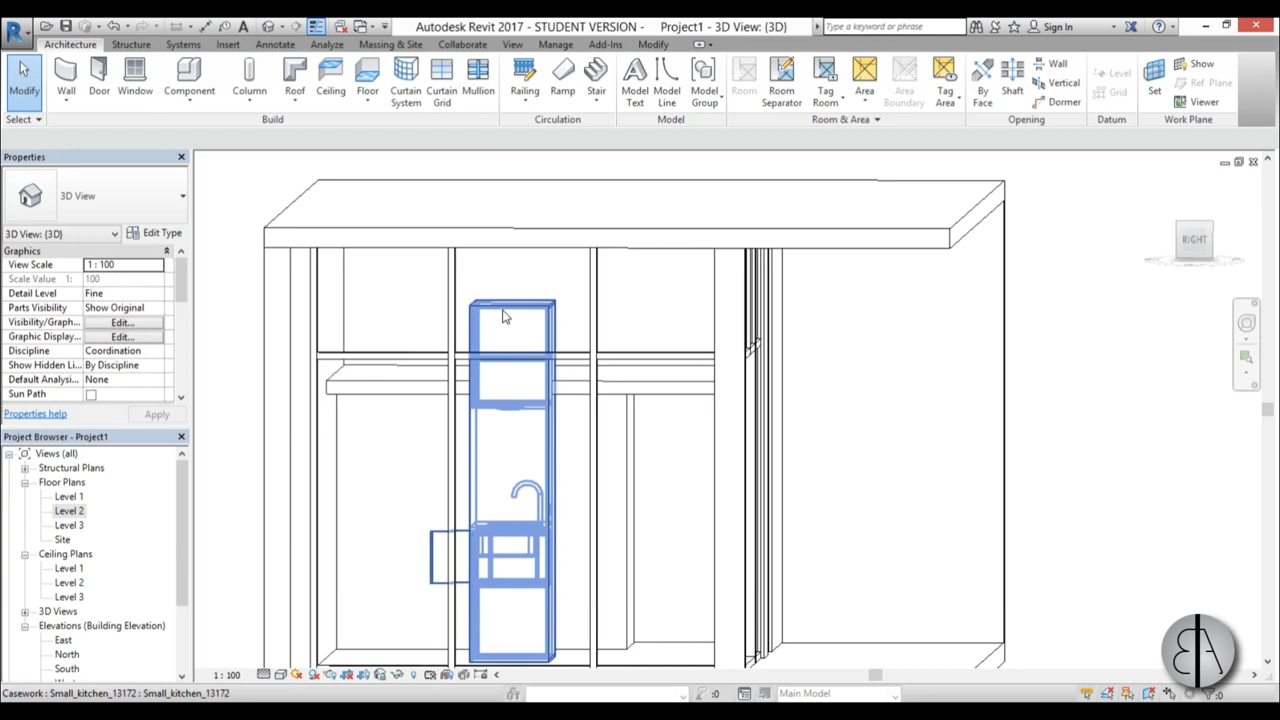 Autodesk Revit 2017 - STUDENT VERSION - Project1 - 3D View: {3D}
Type a keyword or phrase
Sign In
Architecture Structure Systems Insert Annotate Analyze Massing & Site Collaborate View Manage Add-Ins Modify
Modify Wall Door Window Component Column Roof Ceiling Floor Curtain System Curtain Grid Mullion Railing Ramp Stair Model Text Model Line Model Group Room Room Separator Tag Room Area Area Boundary Tag Area By Face Shaft Wall Vertical Dormer Level Grid Set Show Ref Plane Viewer
Select Build Circulation Model Room & Area Opening Datum Work Plane
Properties
3D View
3D View: {3D} Edit Type
Graphics
View Scale 1 : 100
Scale Value 1: 100
Detail Level Fine
Parts Visibility Show Original
Visibility/Graph... Edit...
Graphic Display... Edit...
Discipline Coordination
Show Hidden Li... By Discipline
Default Analysi... None
Sun Path
Properties help Apply
Project Browser - Project1
Views (all)
Structural Plans
Floor Plans
Level 1
Level 2
Level 3
Site
Ceiling Plans
Level 1
Level 2
Level 3
3D Views
Elevations (Building Elevation)
East
North
South
RIGHT
1 : 100
Casework: Small_kitchen_13172 : Small_kitchen_13172
:0
Main Model
:0